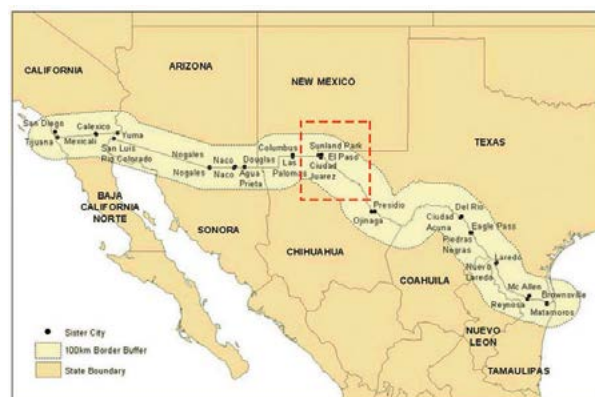 CALIFORNIA
ARIZONA
NEW MEXICO
TEXAS
San Diego
Tijuana
Calexico
Mexicali
Yuma
San Luis
Rio Colorado
Nogales
Nogales
Naco
Naco
Douglas
Agua
Prieta
Columbus
Las
Palomas
Sunland Park
El Paso
Ciudad
Juarez
Presidio
Ojinaga
Del Rio
Ciudad
Acuna
Eagle Pass
Piedras
Negras
Laredo
Nuevo
Laredo
Mc Allen
Reynosa
Brownsville
Matamoros
BAJA
CALIFORNIA
NORTE
SONORA
CHIHUAHUA
COAHUILA
NUEVO
LEON
TAMAULIPAS
Sister City
100km Border Buffer
State Boundary